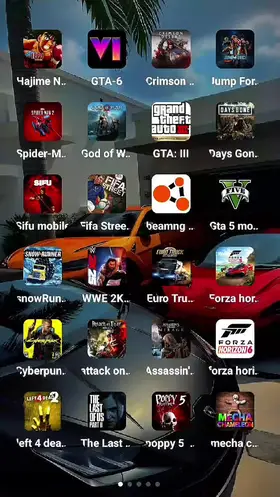 Hajime N..
GTA-6
Crimson ..
Jump For..
Spider-M..
God of W..
GTA: III
Days Gon..
Sifu mobile
Fifa Stree..
beamng ..
Gta 5 mo..
snowRun..
WWE 2K..
Euro Tru..
Forza hori..
Cyberpun..
attack on..
Assasin'..
forza hori..
left 4 dea..
The Last ..
poppy 5 ..
mecha c..